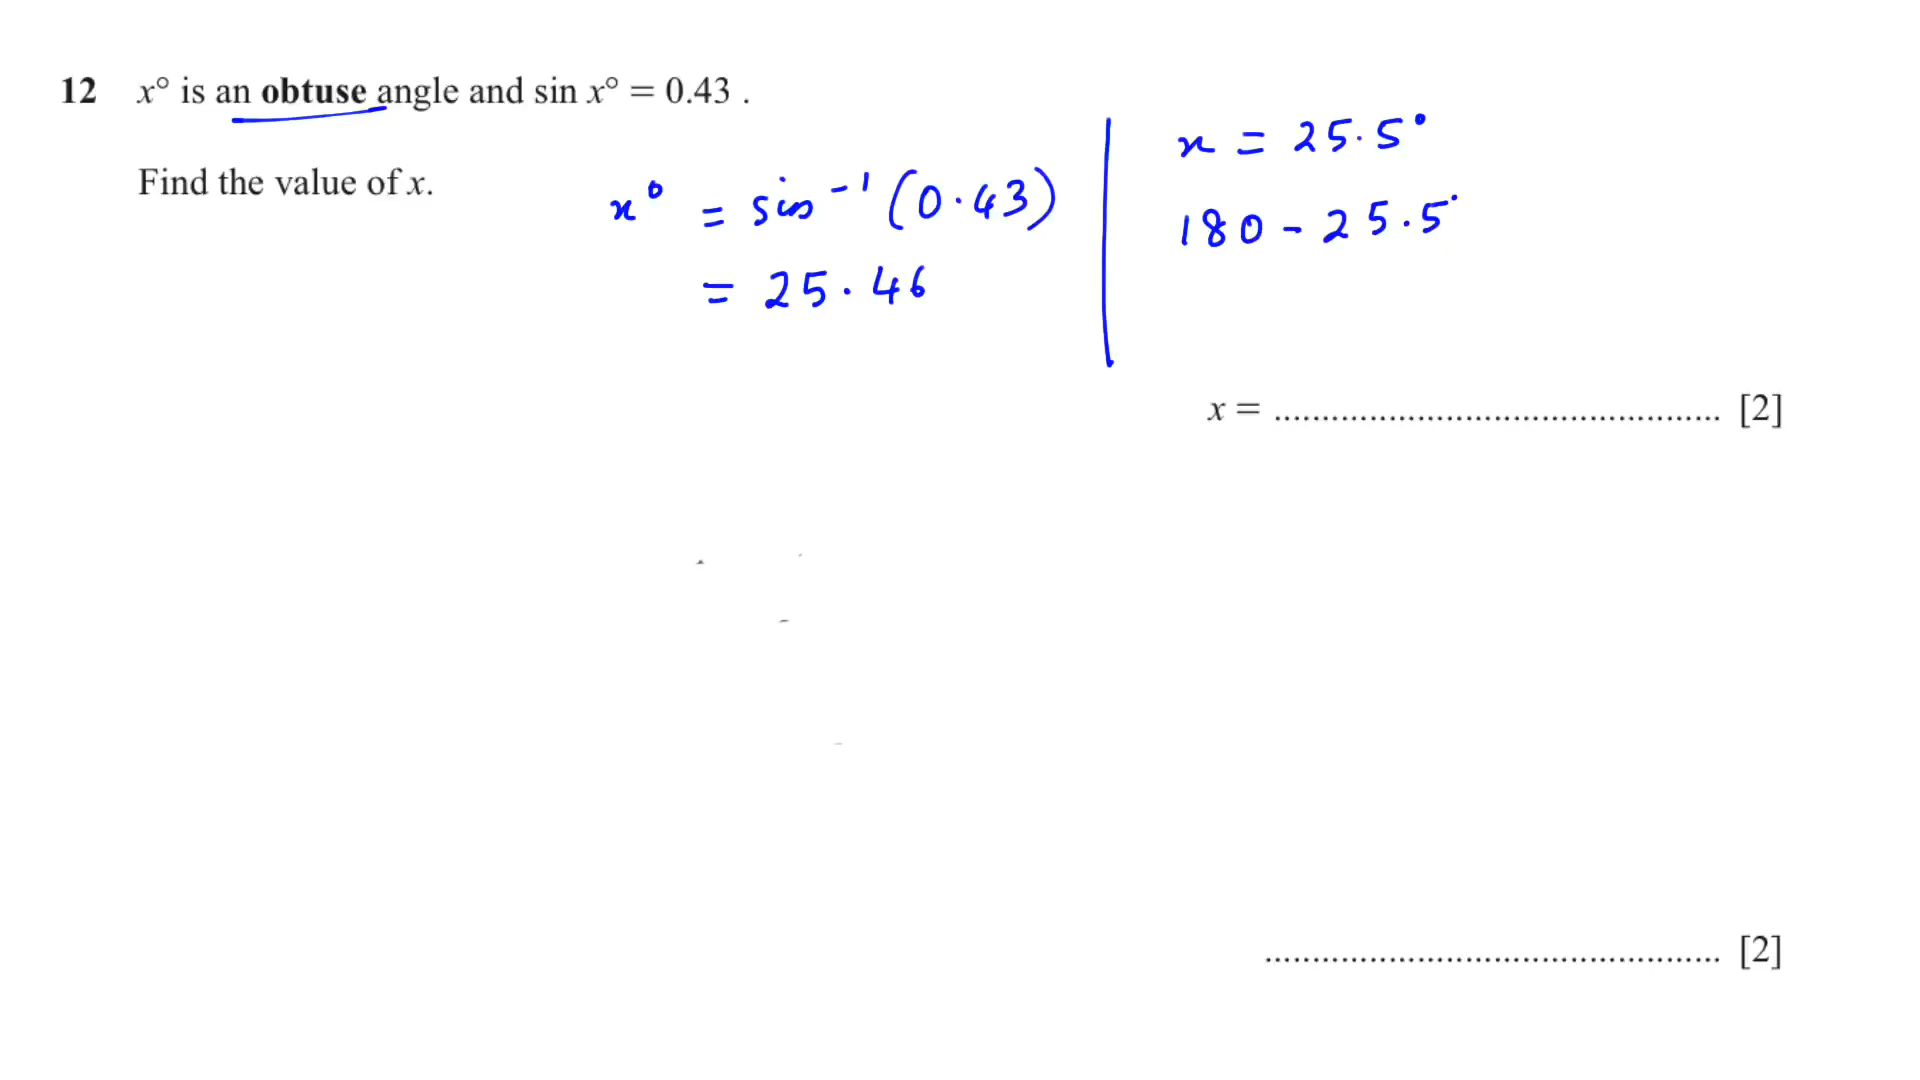 12 x° is an obtuse angle and sin x° = 0.43 .
Find the value of x.
x° = sin⁻¹(0.43)
= 25.46
x = 25.5°
180 - 25.5°
x = .............................................. [2]
............................................... [2]